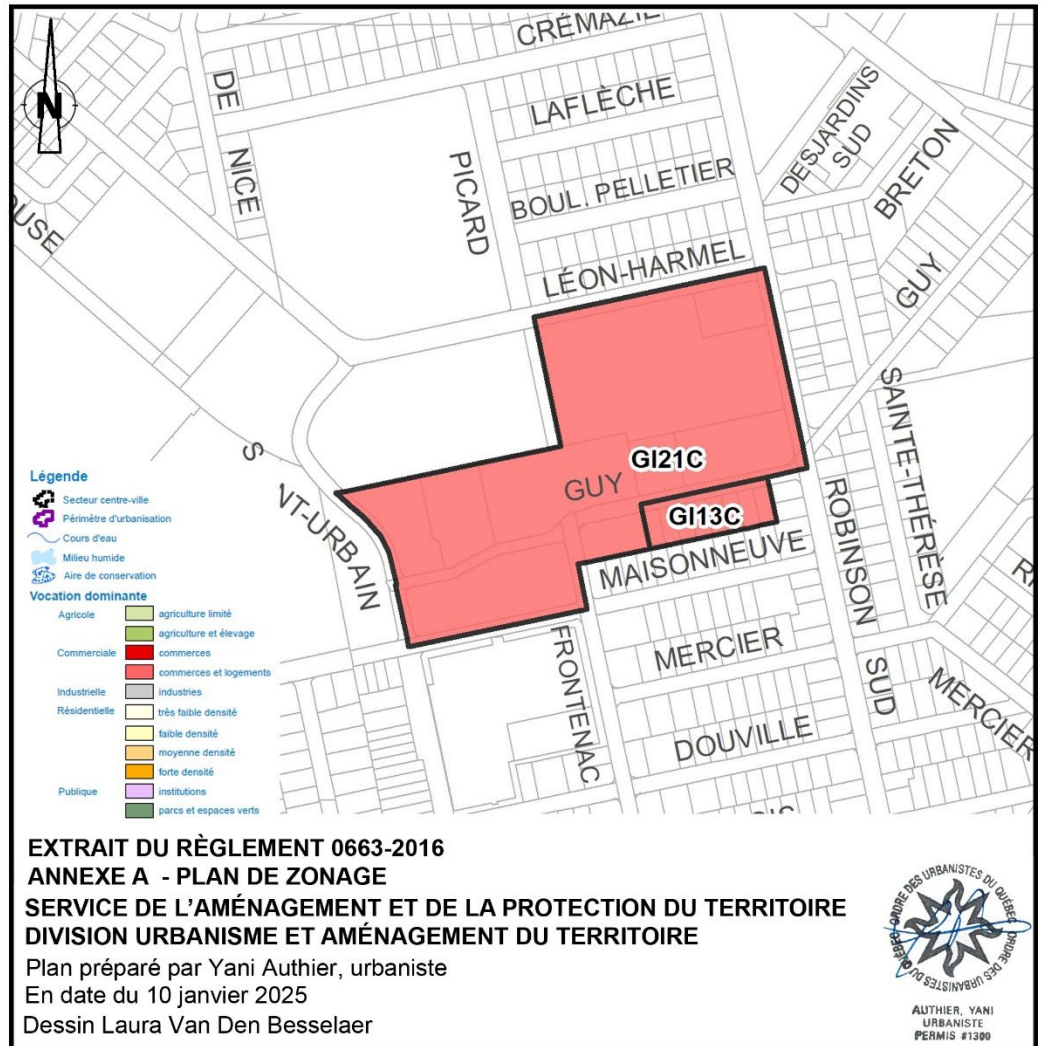 N
CRÉMAZIE
DE NICE
LAFLÈCHE
DESJARDINS
SUD
PICARD
BOUL. PELLETIER
BRETON
LÉON-HARMEL
GUY
GI21C
GUY
GI13C
SAINTE-THÉRÈSE
S
NT-URBAIN
ROBINSON SUD
MAISONNEUVE
FRONTENAC
MERCIER
MERCIER
DOUVILLE
Légende
Secteur centre-ville
Périmètre d'urbanisation
Cours d'eau
Milieu humide
Aire de conservation
Vocation dominante
Agricole agriculture limité
agriculture et élevage
Commerciale commerces
commerces et logements
Industrielle industries
Résidentielle très faible densité
faible densité
moyenne densité
forte densité
Publique institutions
parcs et espaces verts
EXTRAIT DU RÈGLEMENT 0663-2016
ANNEXE A - PLAN DE ZONAGE
SERVICE DE L'AMÉNAGEMENT ET DE LA PROTECTION DU TERRITOIRE
DIVISION URBANISME ET AMÉNAGEMENT DU TERRITOIRE
Plan préparé par Yani Authier, urbaniste
En date du 10 janvier 2025
Dessin Laura Van Den Besselaer
ORDRE DES URBANISTES DU QUÉBEC
ORDRE DES URBANISTES DU QUÉBEC
AUTHIER, YANI
URBANISTE
PERMIS #1300